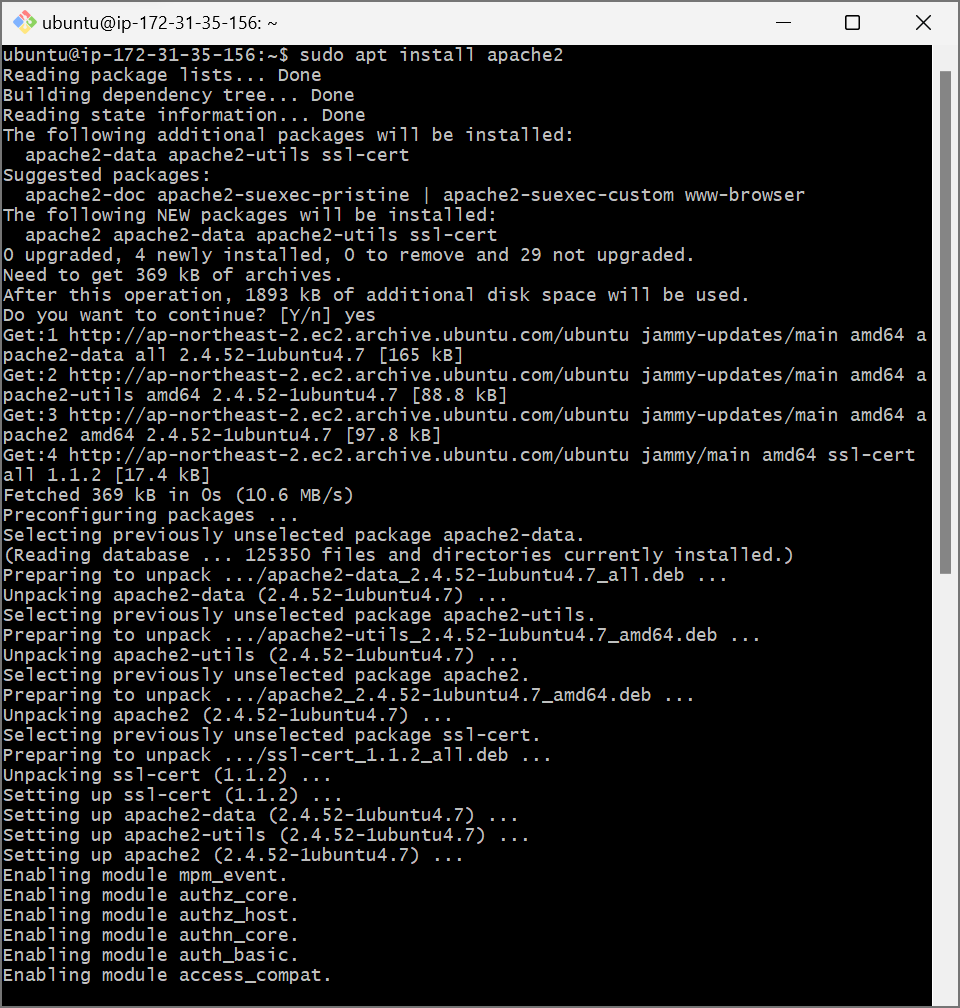 ubuntu@ip-172-31-35-156: ~
ubuntu@ip-172-31-35-156:~$ sudo apt install apache2
Reading package lists... Done
Building dependency tree... Done
Reading state information... Done
The following additional packages will be installed:
  apache2-data apache2-utils ssl-cert
Suggested packages:
  apache2-doc apache2-suexec-pristine | apache2-suexec-custom www-browser
The following NEW packages will be installed:
  apache2 apache2-data apache2-utils ssl-cert
0 upgraded, 4 newly installed, 0 to remove and 29 not upgraded.
Need to get 369 kB of archives.
After this operation, 1893 kB of additional disk space will be used.
Do you want to continue? [Y/n] yes
Get:1 http://ap-northeast-2.ec2.archive.ubuntu.com/ubuntu jammy-updates/main amd64 a
pache2-data all 2.4.52-1ubuntu4.7 [165 kB]
Get:2 http://ap-northeast-2.ec2.archive.ubuntu.com/ubuntu jammy-updates/main amd64 a
pache2-utils amd64 2.4.52-1ubuntu4.7 [88.8 kB]
Get:3 http://ap-northeast-2.ec2.archive.ubuntu.com/ubuntu jammy-updates/main amd64 a
pache2 amd64 2.4.52-1ubuntu4.7 [97.8 kB]
Get:4 http://ap-northeast-2.ec2.archive.ubuntu.com/ubuntu jammy/main amd64 ssl-cert
all 1.1.2 [17.4 kB]
Fetched 369 kB in 0s (10.6 MB/s)
Preconfiguring packages ...
Selecting previously unselected package apache2-data.
(Reading database ... 125350 files and directories currently installed.)
Preparing to unpack .../apache2-data_2.4.52-1ubuntu4.7_all.deb ...
Unpacking apache2-data (2.4.52-1ubuntu4.7) ...
Selecting previously unselected package apache2-utils.
Preparing to unpack .../apache2-utils_2.4.52-1ubuntu4.7_amd64.deb ...
Unpacking apache2-utils (2.4.52-1ubuntu4.7) ...
Selecting previously unselected package apache2.
Preparing to unpack .../apache2_2.4.52-1ubuntu4.7_amd64.deb ...
Unpacking apache2 (2.4.52-1ubuntu4.7) ...
Selecting previously unselected package ssl-cert.
Preparing to unpack .../ssl-cert_1.1.2_all.deb ...
Unpacking ssl-cert (1.1.2) ...
Setting up ssl-cert (1.1.2) ...
Setting up apache2-data (2.4.52-1ubuntu4.7) ...
Setting up apache2-utils (2.4.52-1ubuntu4.7) ...
Setting up apache2 (2.4.52-1ubuntu4.7) ...
Enabling module mpm_event.
Enabling module authz_core.
Enabling module authz_host.
Enabling module authn_core.
Enabling module auth_basic.
Enabling module access_compat.